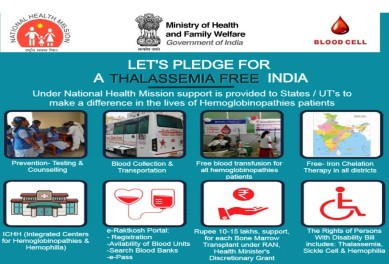 NATIONAL HEALTH MISSION
Ministry of Health
and Family Welfare
Government of India
BLOOD CELL
LET'S PLEDGE FOR
A THALASSEMIA FREE INDIA
Under National Health Mission support is provided to States / UT's to
make a difference in the lives of Hemoglobinopathies patients
Prevention- Testing &
Counselling
Blood Collection &
Transportation
Free blood transfusion for
all hemoglobinopathies
patients
Free- Iron Chelation
Therapy in all districts
ICHH (Integrated Centers
for Hemoglobinopathies &
Hemophilia)
e-Raktkosh Portal:
- Registration
-Avitability of Blood Units
-Search Blood Banks
-e-Pass
Rupee 10-15 lakhs, support,
for each Bone Marrow
Transplant under RAN,
Health Minister's
Discretionary Grant
The Rights of Persons
With Disability Bill
includes: Thalassemia,
Sickle Cell & Hemophilia